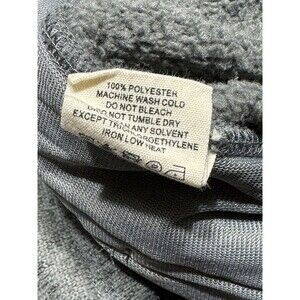 100% POLYESTER
MACHINE WASH COLD
DO NOT BLEACH
DO NOT TUMBLE DRY
EXCEPT ANY SOLVENT
IRON LOW HEAT